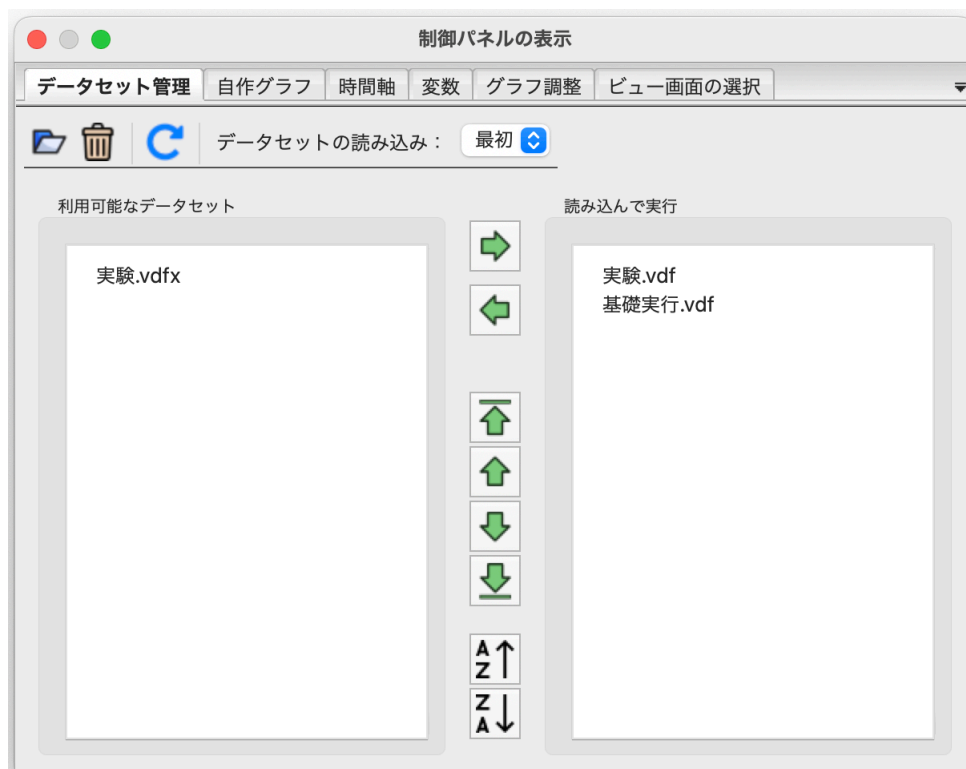 制御パネルの表示
データセット管理 自作グラフ 時間軸 変数 グラフ調整 ビュー画面の選択
データセットの読み込み： 最初
利用可能なデータセット
実験.vdfx
読み込んで実行
実験.vdf
基礎実行.vdf
A
Z
Z
A